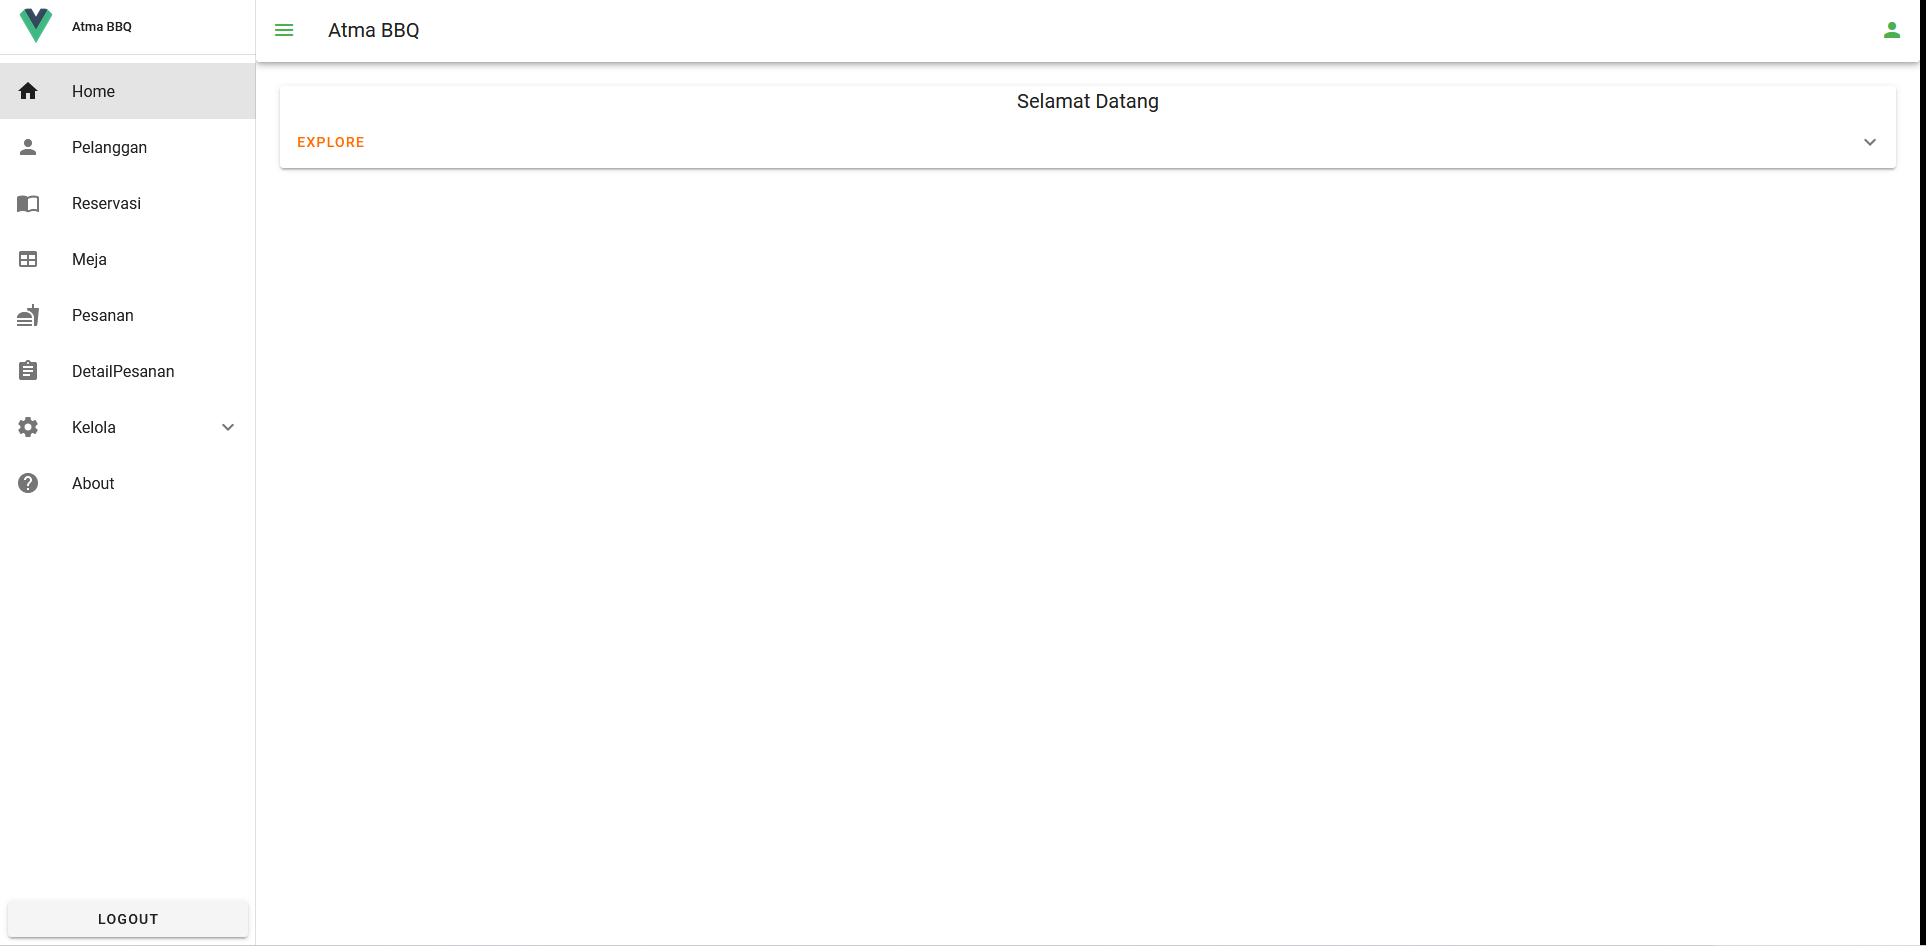 Atma BBQ
Home
Pelanggan
Reservasi
Meja
Pesanan
DetailPesanan
Kelola
About
LOGOUT
Atma BBQ
Selamat Datang
EXPLORE